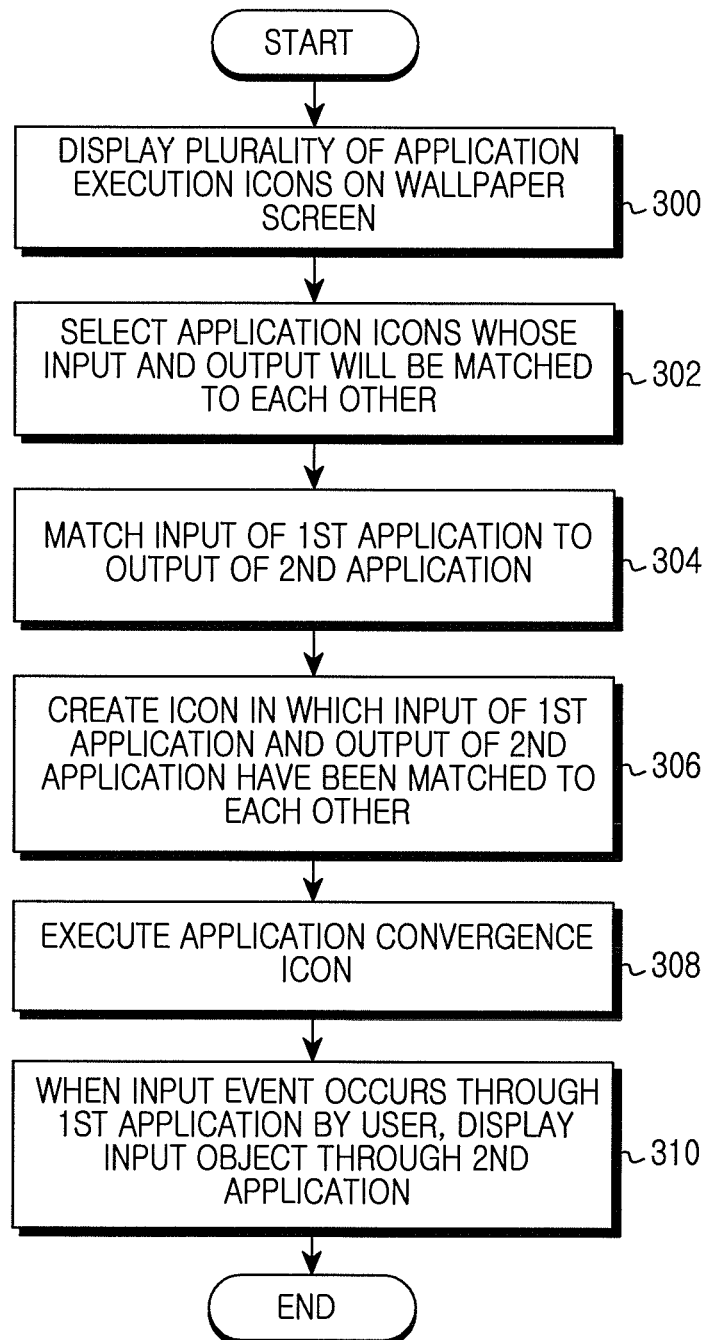 START
DISPLAY PLURALITY OF APPLICATION
EXECUTION ICONS ON WALLPAPER
SCREEN
300
SELECT APPLICATION ICONS WHOSE
INPUT AND OUTPUT WILL BE MATCHED
TO EACH OTHER
302
MATCH INPUT OF 1ST APPLICATION TO
OUTPUT OF 2ND APPLICATION
304
CREATE ICON IN WHICH INPUT OF 1ST
APPLICATION AND OUTPUT OF 2ND
APPLICATION HAVE BEEN MATCHED TO
EACH OTHER
306
EXECUTE APPLICATION CONVERGENCE
ICON
308
WHEN INPUT EVENT OCCURS THROUGH
1ST APPLICATION BY USER, DISPLAY
INPUT OBJECT THROUGH 2ND
APPLICATION
310
END